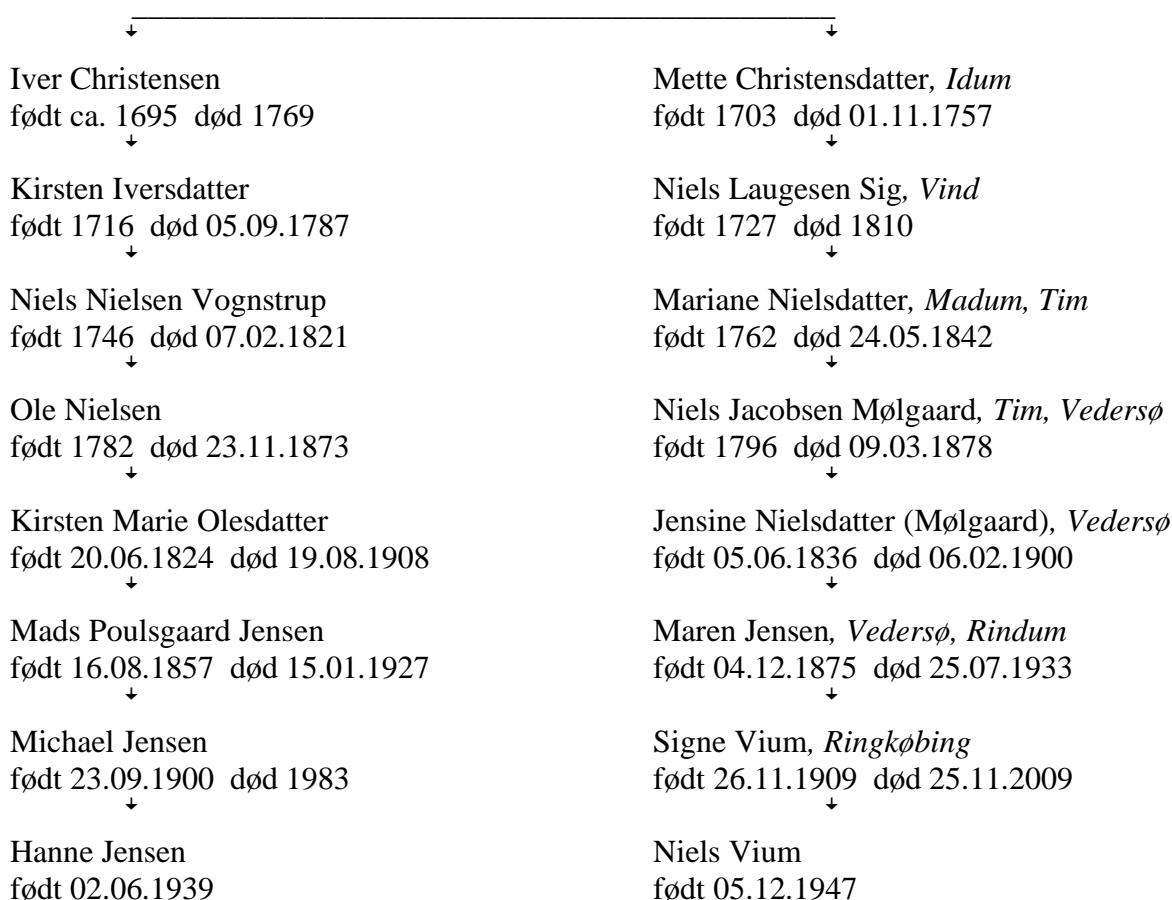 Iver Christensen
født ca. 1695 død 1769
Kirsten Iversdatter
født 1716 død 05.09.1787
Niels Nielsen Vognstrup
født 1746 død 07.02.1821
Ole Nielsen
født 1782 død 23.11.1873
Kirsten Marie Olesdatter
født 20.06.1824 død 19.08.1908
Mads Poulsgaard Jensen
født 16.08.1857 død 15.01.1927
Michael Jensen
født 23.09.1900 død 1983
Hanne Jensen
født 02.06.1939
Mette Christensdatter, Idum
født 1703 død 01.11.1757
Niels Laugesen Sig, Vind
født 1727 død 1810
Mariane Nielsdatter, Madum, Tim
født 1762 død 24.05.1842
Niels Jacobsen Mølgaard, Tim, Vedersø
født 1796 død 09.03.1878
Jensine Nielsdatter (Mølgaard), Vedersø
født 05.06.1836 død 06.02.1900
Maren Jensen, Vedersø, Rindum
født 04.12.1875 død 25.07.1933
Signe Vium, Ringkøbing
født 26.11.1909 død 25.11.2009
Niels Vium
født 05.12.1947